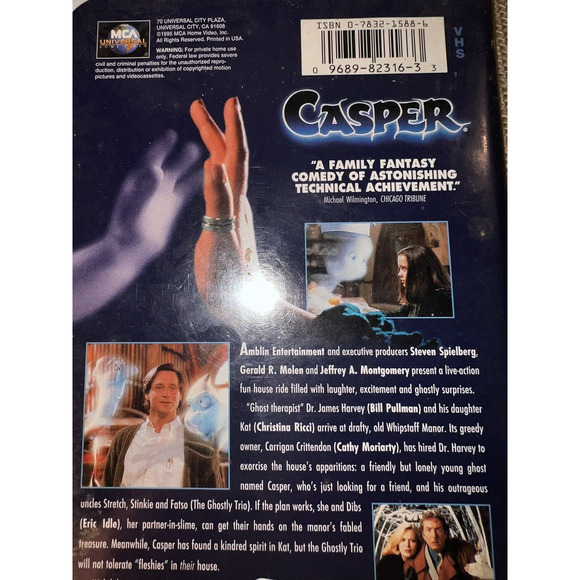 MCA
UNIVERSAL
70 UNIVERSAL CITY PLAZA,
UNIVERSAL CITY, CA 91608
©1995 MCA Home Video, Inc.
All Rights Reserved. Printed in USA.
WARNING: For private home use only.
Federal law provides severe
civil and criminal penalties for the unauthorized repro-
duction, distribution or exhibition of copyrighted motion
pictures and videocassettes.
ISBN 0-7832-1588-6
0 9689-82316-3 3
VHS
CASPER
"A FAMILY FANTASY
COMEDY OF ASTONISHING
TECHNICAL ACHIEVEMENT."
Michael Wilmington, CHICAGO TRIBUNE
Amblin Entertainment and executive producers Steven Spielberg,
Gerald R. Molen and Jeffrey A. Montgomery present a live-action
fun house ride filled with laughter, excitement and ghostly surprises.
"Ghost therapist" Dr. James Harvey (Bill Pullman) and his daughter
Kat (Christina Ricci) arrive at drafty, old Whipstaff Manor. Its greedy
owner, Carrigan Crittendon (Cathy Moriarty), has hired Dr. Harvey to
exorcise the house's apparitions: a friendly but lonely young ghost
named Casper, who's just looking for a friend, and his outrageous
uncles Stretch, Stinkie and Fatso (The Ghostly Trio). If the plan works, she and Dibs
(Eric Idle), her partner-in-slime, can get their hands on the manor's fabled
treasure. Meanwhile, Casper has found a kindred spirit in Kat, but the Ghostly Trio
will not tolerate "fleshies" in their house.